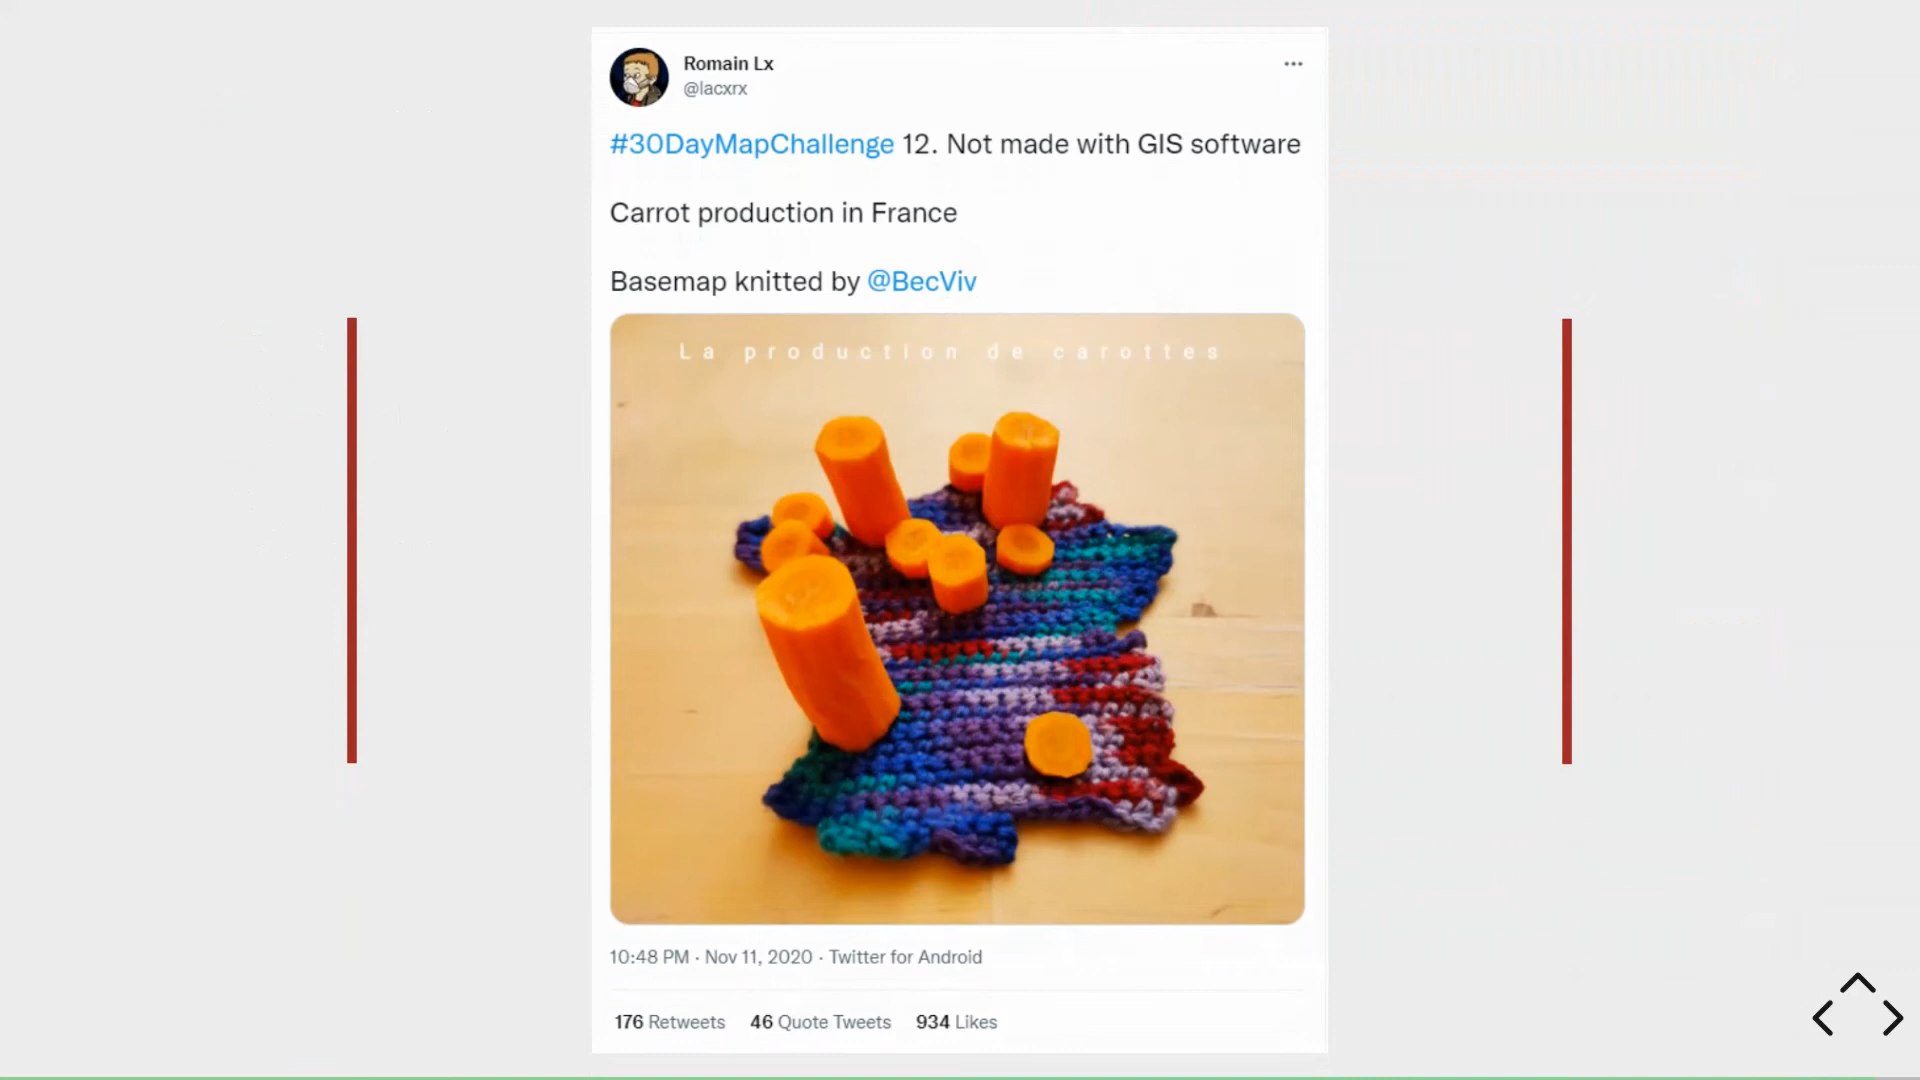 Romain Lx
@lacxrx
#30DayMapChallenge 12. Not made with GIS software
Carrot production in France
Basemap knitted by @BecViv
La production de carottes
10:48 PM · Nov 11, 2020 · Twitter for Android
176 Retweets 46 Quote Tweets 934 Likes